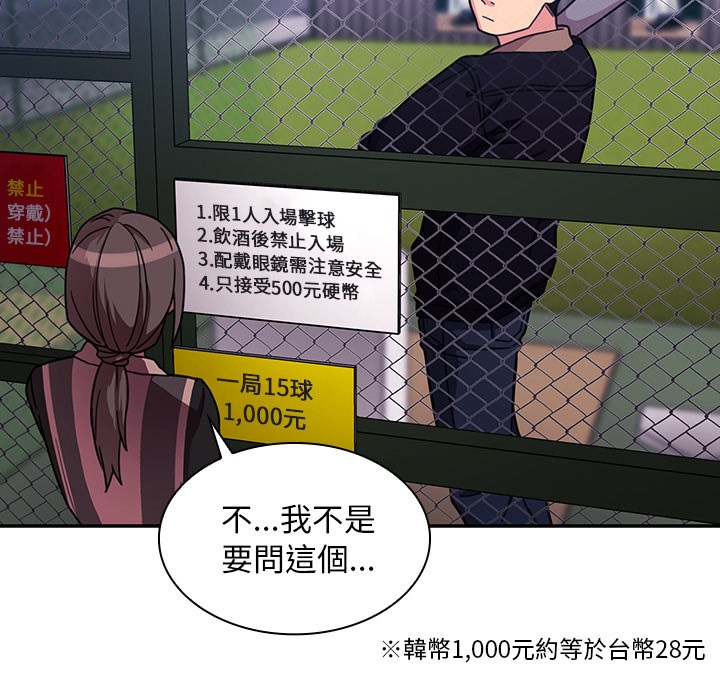 禁止
穿戴)
禁止)
1.限1人入場擊球
2.飲酒後禁止入場
3.配戴眼鏡需注意安全
4.只接受500元硬幣
一局15球
1,000元
不...我不是
要問這個...
※韓幣1,000元約等於台幣28元